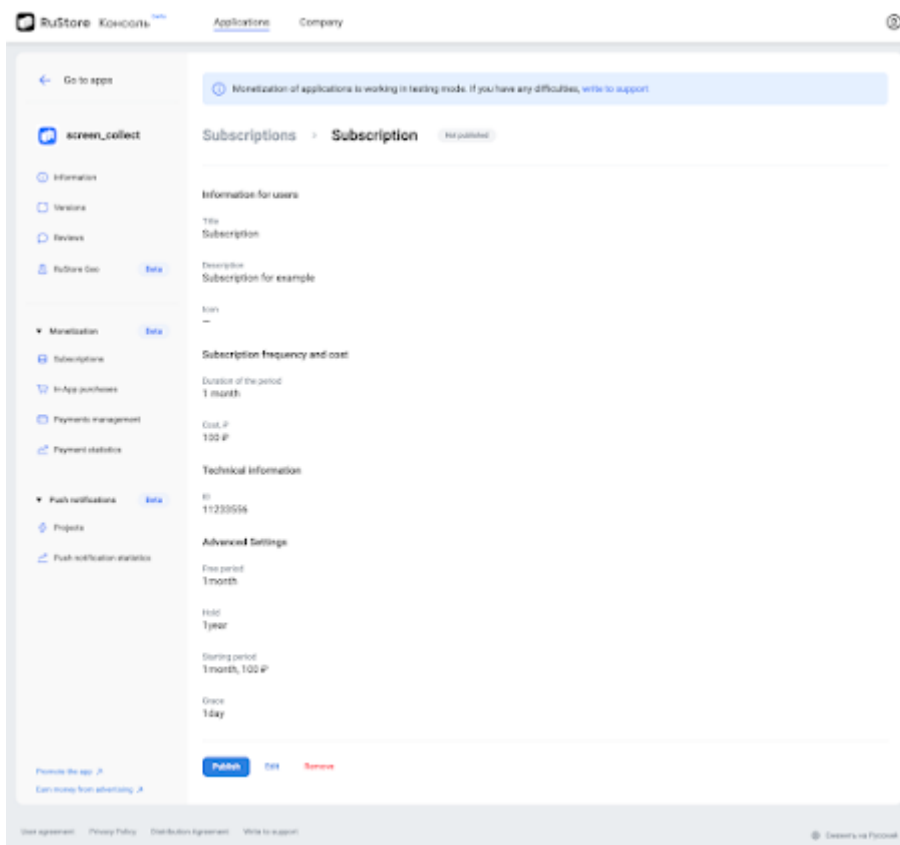 RuStore Консоль beta
Applications
Company
Go to apps
Monetization of applications is working in testing mode. If you have any difficulties, write to support
screen_collect
Subscriptions > Subscription
Not published
Information
Versions
Reviews
RuStore Geo
Beta
Monetization
Beta
Subscriptions
In-App purchases
Payments management
Payment statistics
Push notifications
Beta
Projects
Push notification statistics
Promote the app ↗
Earn money from advertising ↗
Information for users
Title
Subscription
Description
Subscription for example
Icon
—
Subscription frequency and cost
Duration of the period
1 month
Cost, ₽
100 ₽
Technical information
ID
11233556
Advanced Settings
Free period
1month
Hold
1year
Starting period
1month, 100 ₽
Grace
1day
Publish
Edit
Remove
User agreement
Privacy Policy
Distribution Agreement
Write to support
Сменить на Русский